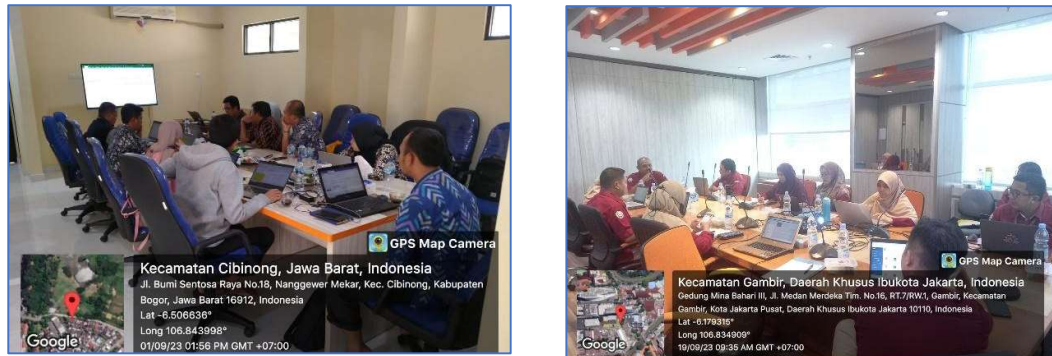 GPS Map Camera
Kecamatan Cibinong, Jawa Barat, Indonesia
Jl. Bumi Sentosa Raya No.18, Nanggewer Mekar, Kec. Cibinong, Kabupaten
Bogor, Jawa Barat 16912, Indonesia
Lat -6.506636°
Long 106.843998°
01/09/23 01:56 PM GMT +07:00
Google
GPS Map Camera
Kecamatan Gambir, Daerah Khusus Ibukota Jakarta, Indonesia
Gedung Mina Bahari III, Jl. Medan Merdeka Tim. No.16, RT.7/RW.1, Gambir, Kecamatan
Gambir, Kota Jakarta Pusat, Daerah Khusus Ibukota Jakarta 10110, Indonesia
Lat -6.179315°
Long 106.834909°
19/09/23 09:35 AM GMT +07:00
Google